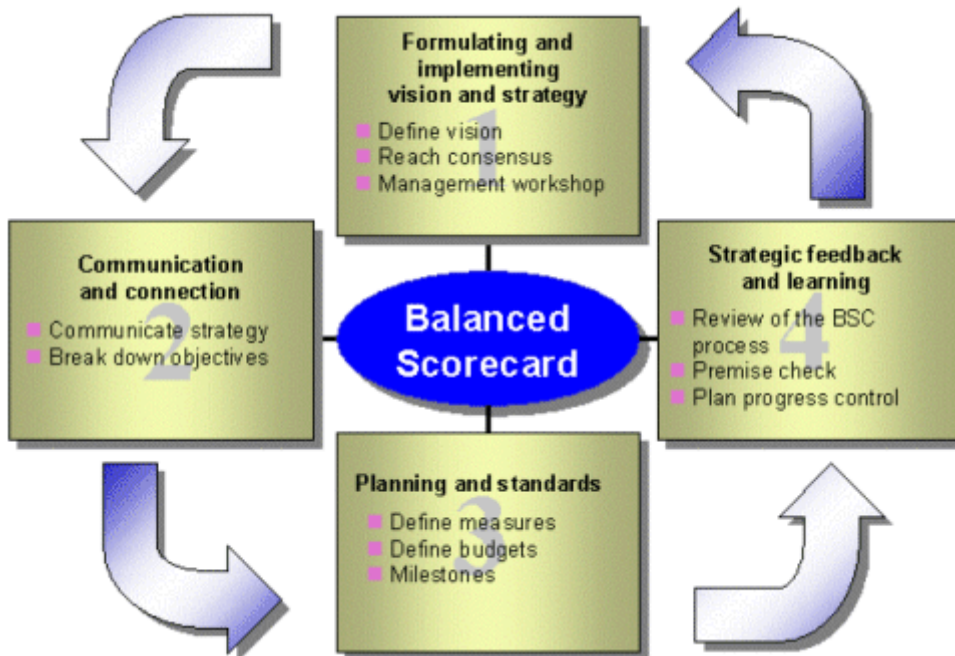 Formulating and
implementing
vision and strategy
1
Define vision
Reach consensus
Management workshop
Communication
and connection
2
Communicate strategy
Break down objectives
Balanced
Scorecard
Strategic feedback
and learning
4
Review of the BSC
process
Premise check
Plan progress control
Planning and standards
3
Define measures
Define budgets
Milestones